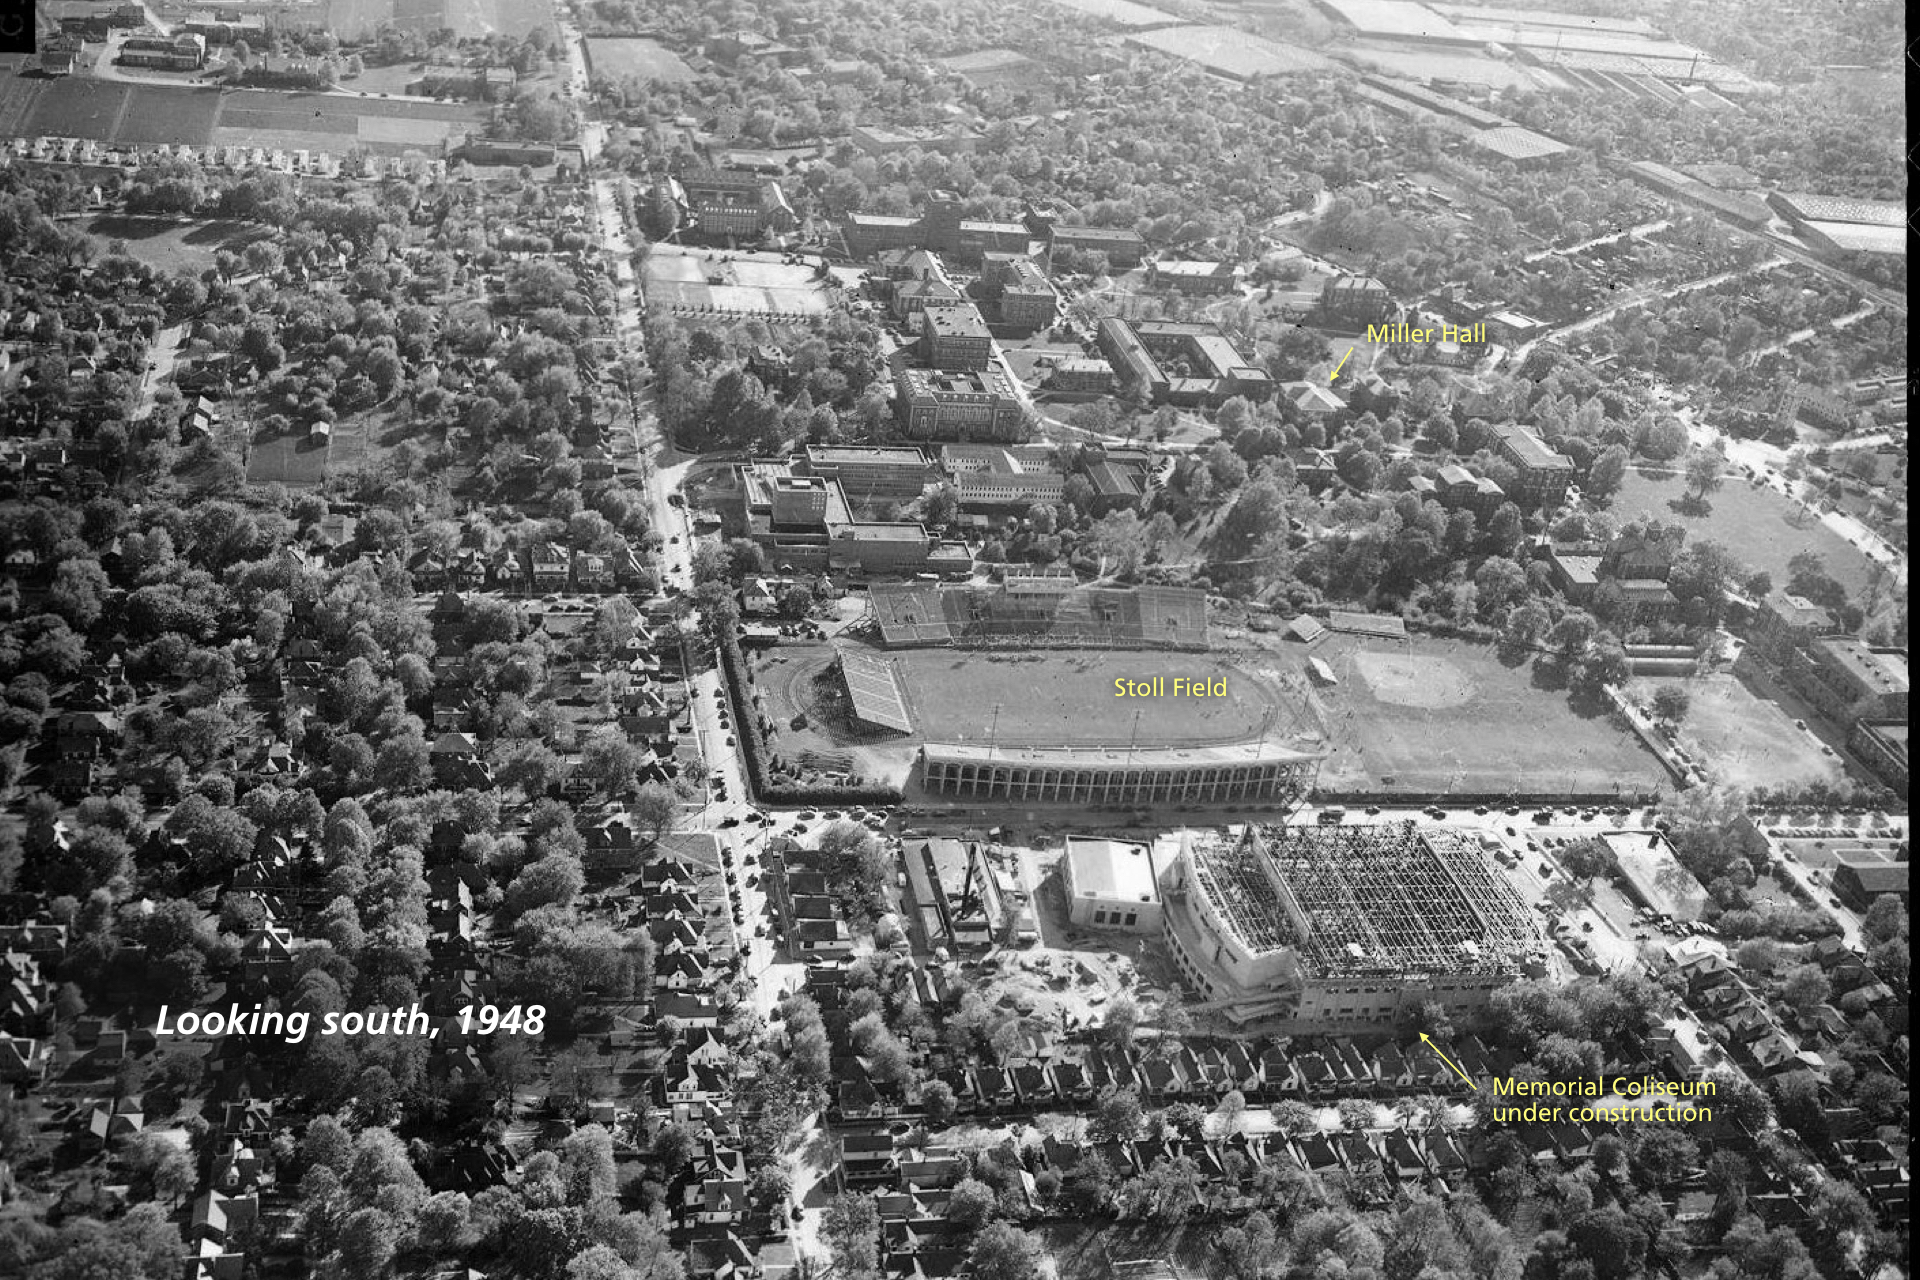 Miller Hall
Stoll Field
Looking south, 1948
Memorial Coliseum
under construction